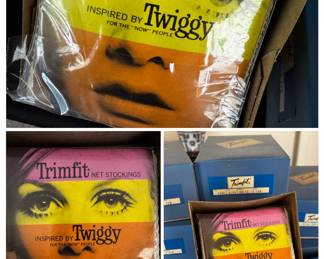 INSPIRED BY Twiggy
FOR THE "NOW" PEOPLE
Trimfit NET STOCKINGS
INSPIRED BY Twiggy
FOR THE "NOW" PEOPLE
Trimfit
Trimfit
Twiggy